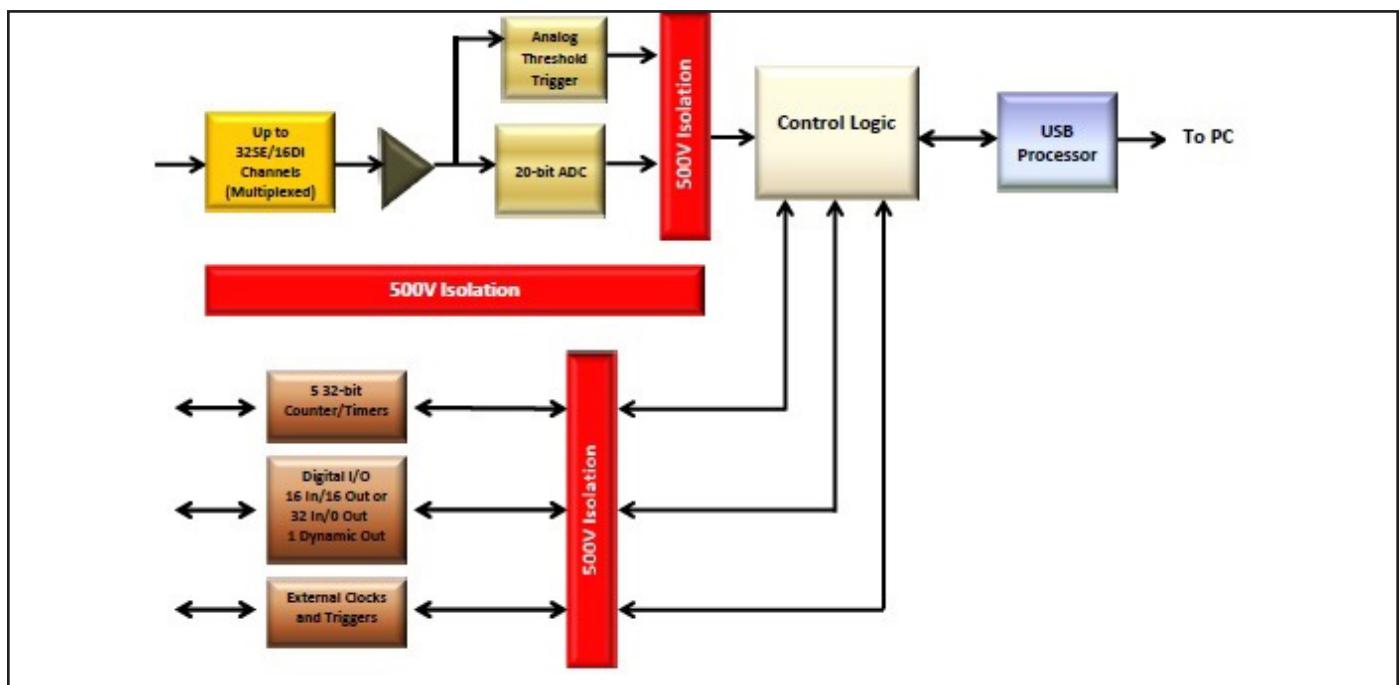 Analog
Threshold
Trigger
Up to
32SE/16DI
Channels
(Multiplexed)
20-bit ADC
500V Isolation
Control Logic
USB
Processor
To PC
500V Isolation
5 32-bit
Counter/Timers
Digital I/O
16 In/16 Out or
32 In/0 Out
1 Dynamic Out
External Clocks
and Triggers
500V Isolation